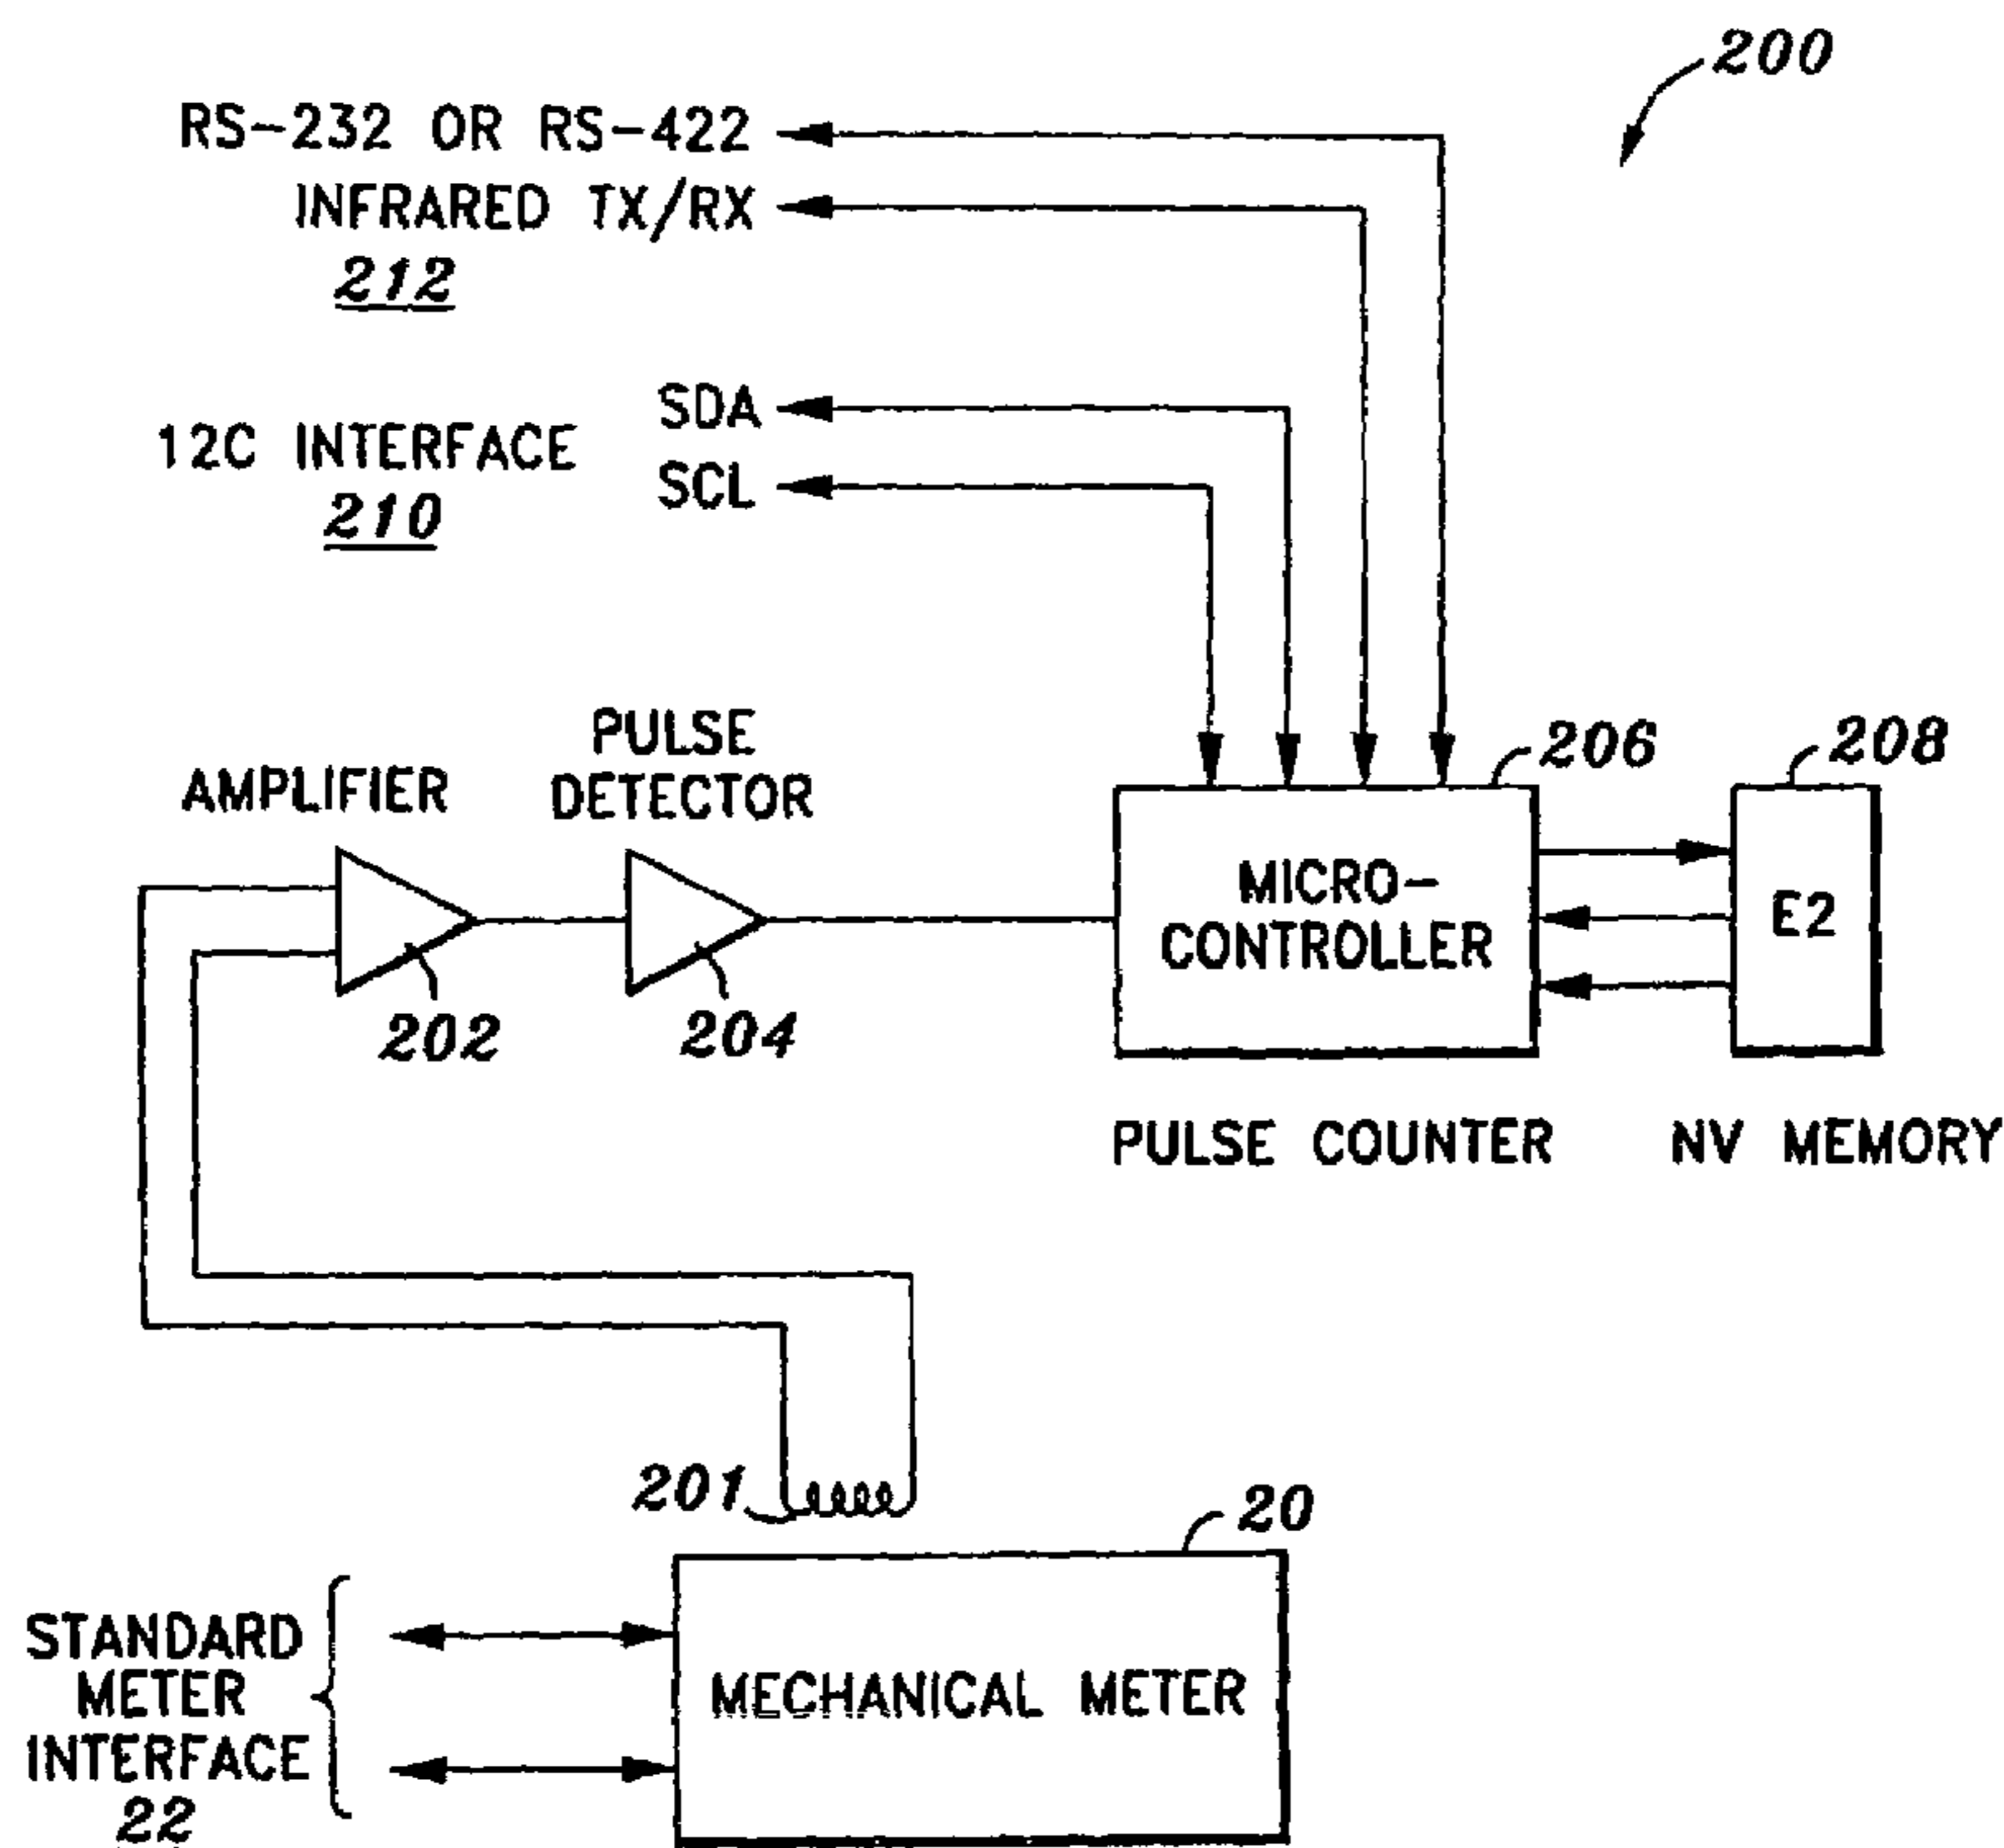 200
RS-232 OR RS-422
INFRARED TX/RX
212
SDA
12C INTERFACE
SCL
210
PULSE
DETECTOR
AMPLIFIER
206
208
MICRO-
CONTROLLER
E2
202
204
PULSE COUNTER
NV MEMORY
201
20
STANDARD
METER
INTERFACE
22
MECHANICAL METER